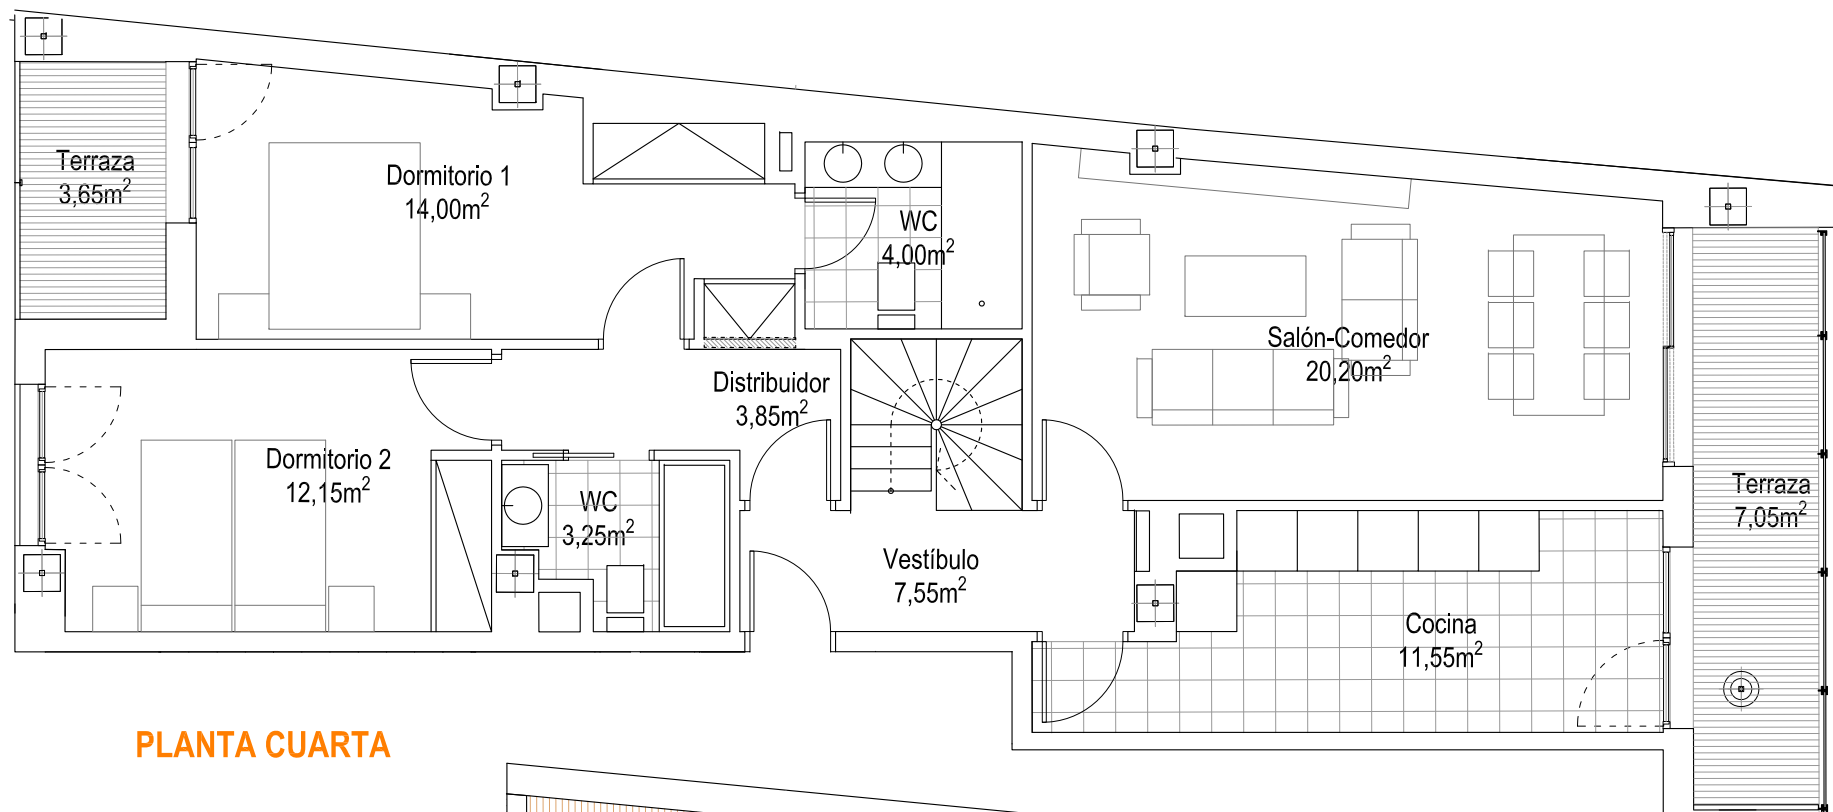 Terraza
3,65m²
Dormitorio 1
14,00m²
WC
4,00m²
Salón-Comedor
20,20m²
Distribuidor
3,85m²
Dormitorio 2
12,15m²
WC
3,25m²
Vestíbulo
7,55m²
Terraza
7,05m²
Cocina
11,55m²
PLANTA CUARTA